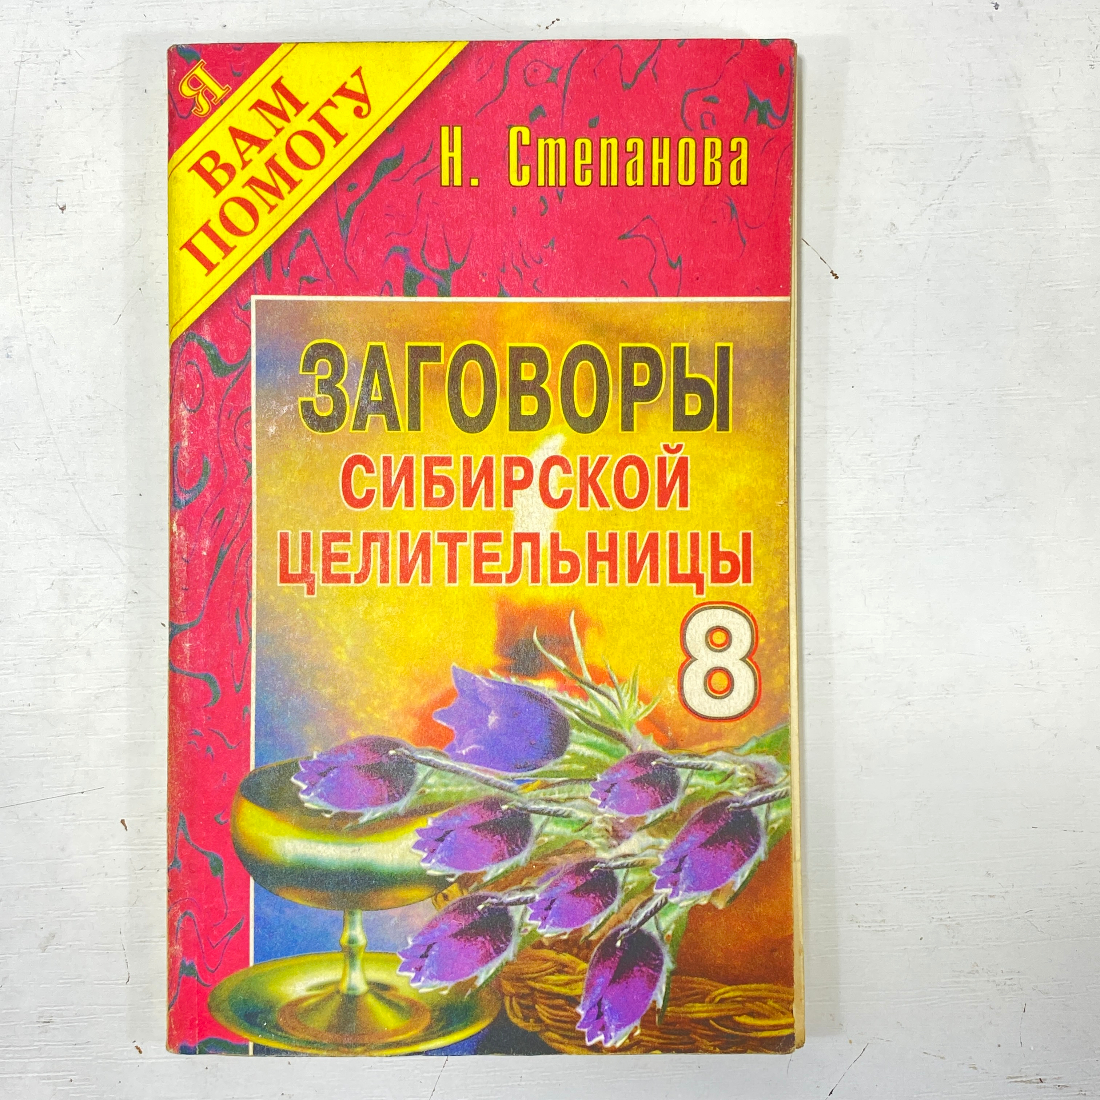 Я
ВАМ
ПОМОГУ
Н. Степанова
ЗАГОВОРЫ
СИБИРСКОЙ
ЦЕЛИТЕЛЬНИЦЫ
8